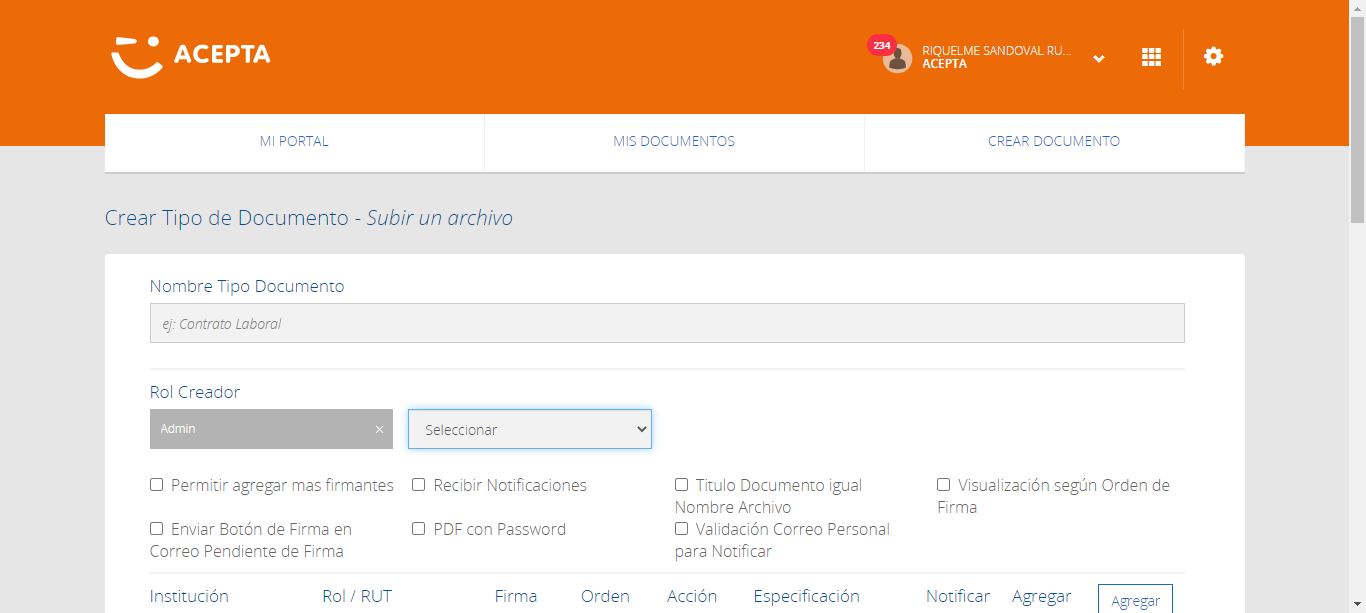 ACEPTA
234
RIQUELME SANDOVAL RU...
ACEPTA
MI PORTAL
MIS DOCUMENTOS
CREAR DOCUMENTO
Crear Tipo de Documento - Subir un archivo
Nombre Tipo Documento
ej: Contrato Laboral
Rol Creador
Admin ×
Seleccionar
Permitir agregar mas firmantes
Recibir Notificaciones
Titulo Documento igual
Nombre Archivo
Visualización según Orden de
Firma
Enviar Botón de Firma en
Correo Pendiente de Firma
PDF con Password
Validación Correo Personal
para Notificar
Institución Rol / RUT Firma Orden Acción Especificación Notificar Agregar Agregar